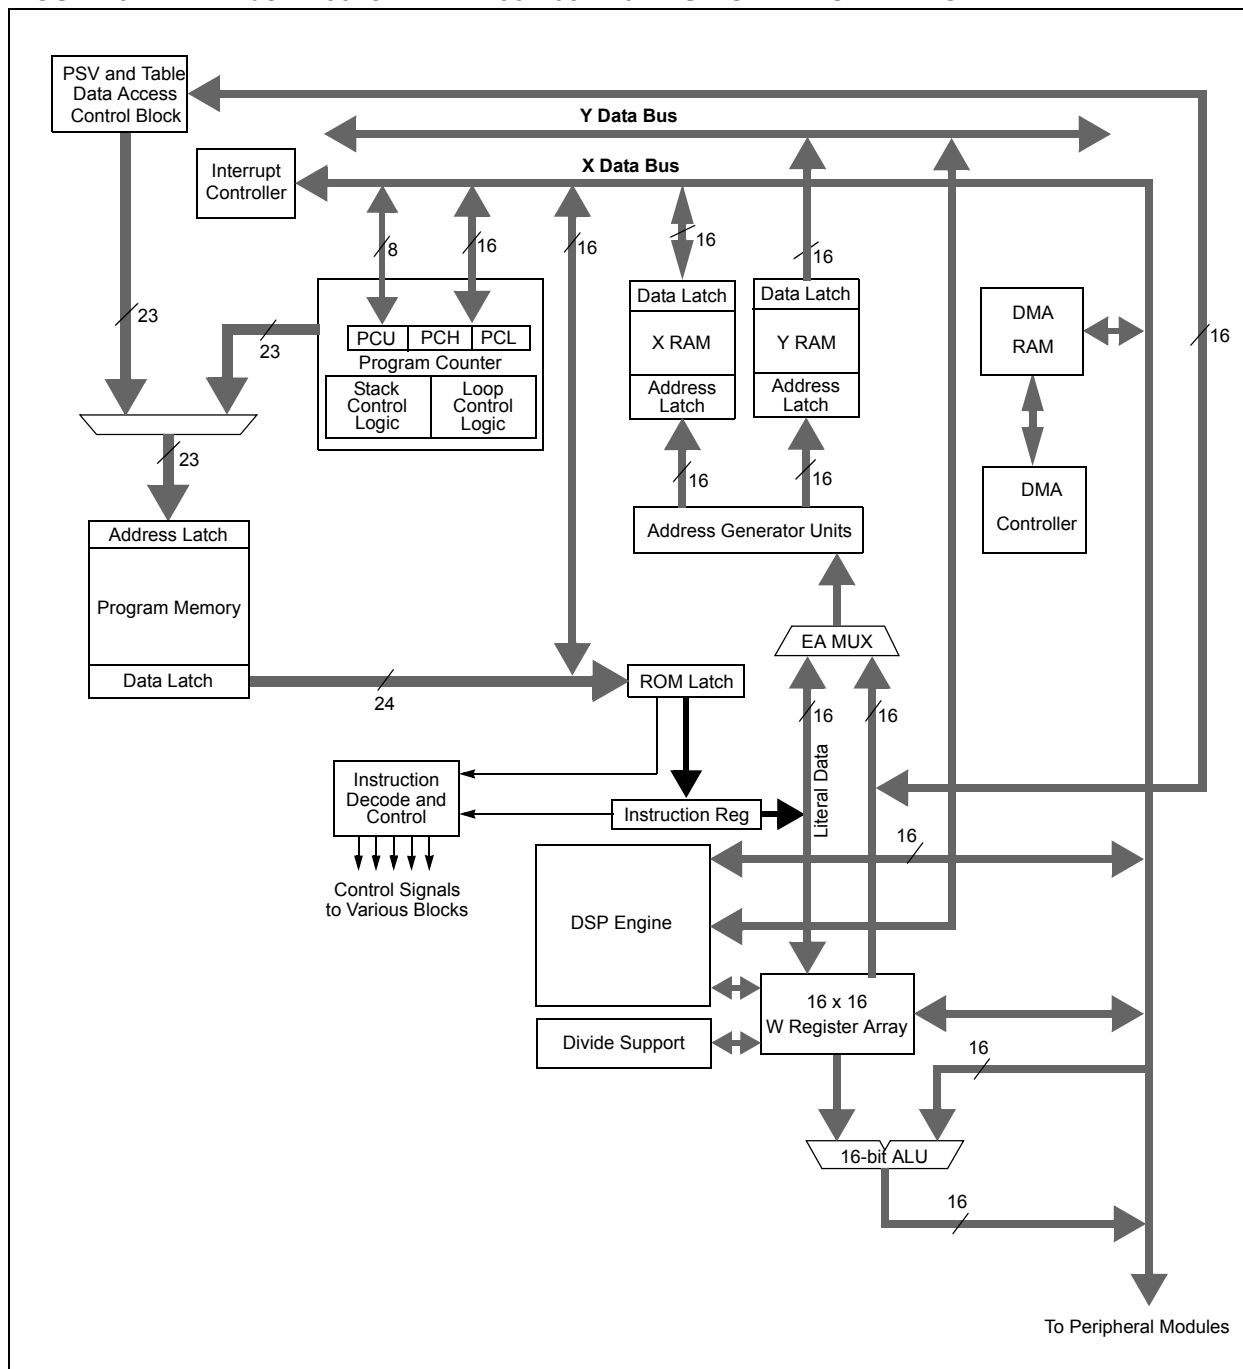 PSV and Table
Data Access
Control Block
Y Data Bus
X Data Bus
Interrupt
Controller
8
16
16
16
16
23
23
16
PCU
PCH
PCL
Program Counter
Stack
Control
Logic
Loop
Control
Logic
Data Latch
X RAM
Address
Latch
Data Latch
Y RAM
Address
Latch
DMA
RAM
23
16
16
DMA
Controller
Address Generator Units
Address Latch
Program Memory
Data Latch
24
EA MUX
ROM Latch
16
16
Literal Data
Instruction
Decode and
Control
Instruction Reg
Control Signals
to Various Blocks
16
DSP Engine
16 x 16
W Register Array
Divide Support
16
16-bit ALU
16
To Peripheral Modules